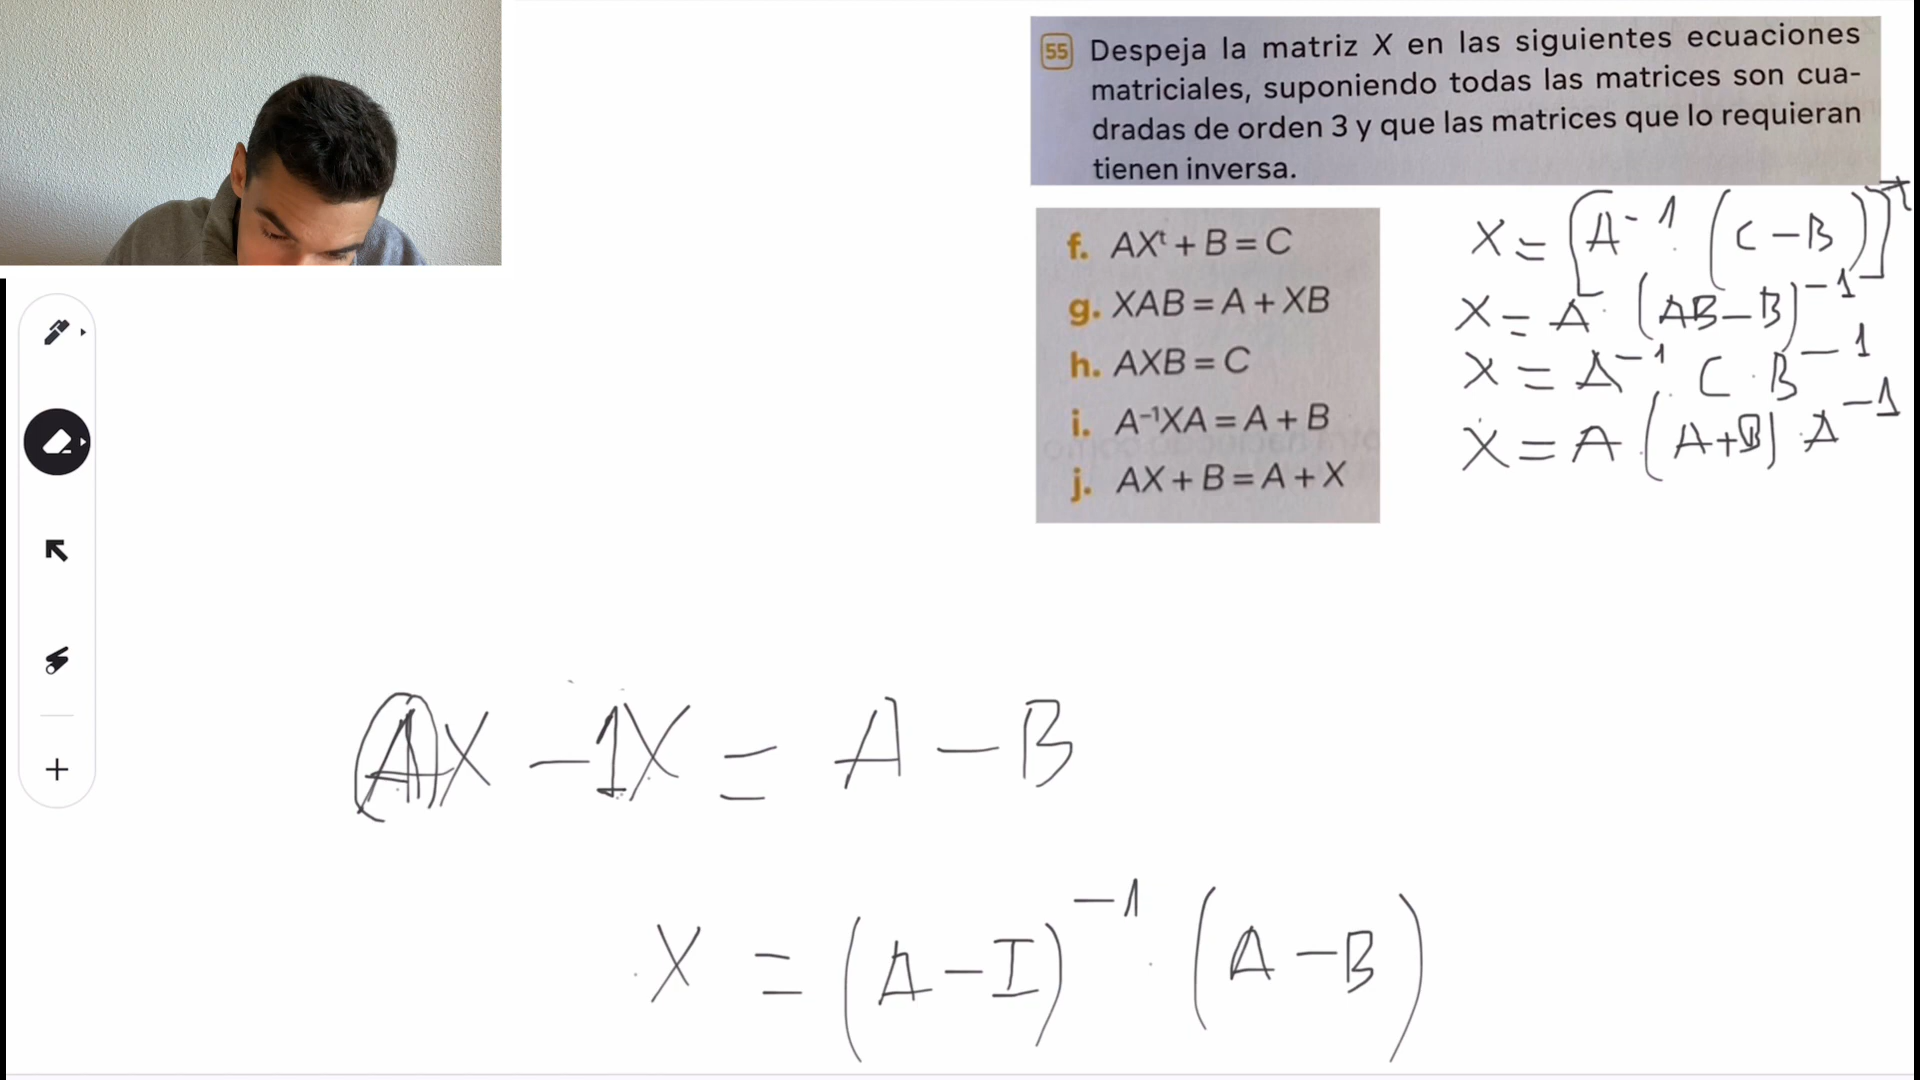 55 Despeja la matriz X en las siguientes ecuaciones
matriciales, suponiendo todas las matrices son cua-
dradas de orden 3 y que las matrices que lo requieran
tienen inversa.
f. AXᵗ + B = C
g. XAB = A + XB
h. AXB = C
i. A⁻¹XA = A + B
j. AX + B = A + X
X = [A⁻¹ · (C − B)]ᵗ
X = A · (AB − B)⁻¹
X = A⁻¹ · C · B⁻¹
X = A · (A + B) · A⁻¹
AX − 1X = A − B
X = (A − I)⁻¹ · (A − B)